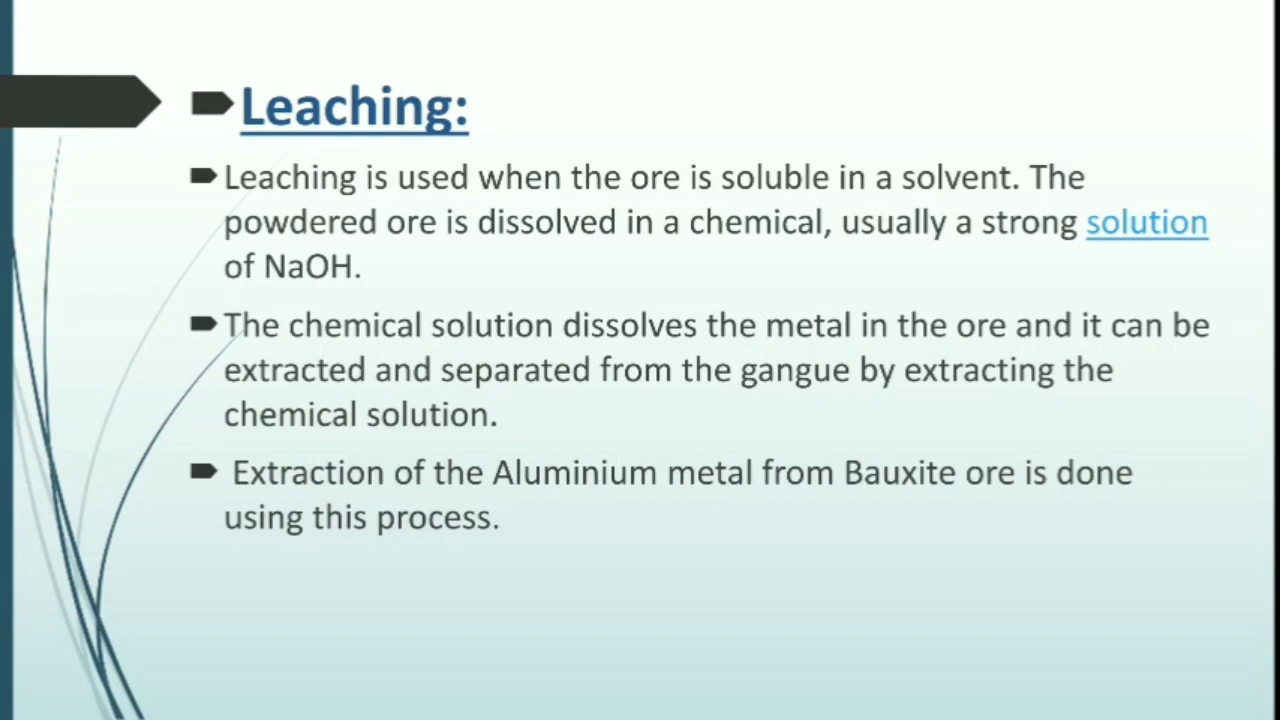 Leaching:
Leaching is used when the ore is soluble in a solvent. The
powdered ore is dissolved in a chemical, usually a strong solution
of NaOH.
The chemical solution dissolves the metal in the ore and it can be
extracted and separated from the gangue by extracting the
chemical solution.
Extraction of the Aluminium metal from Bauxite ore is done
using this process.